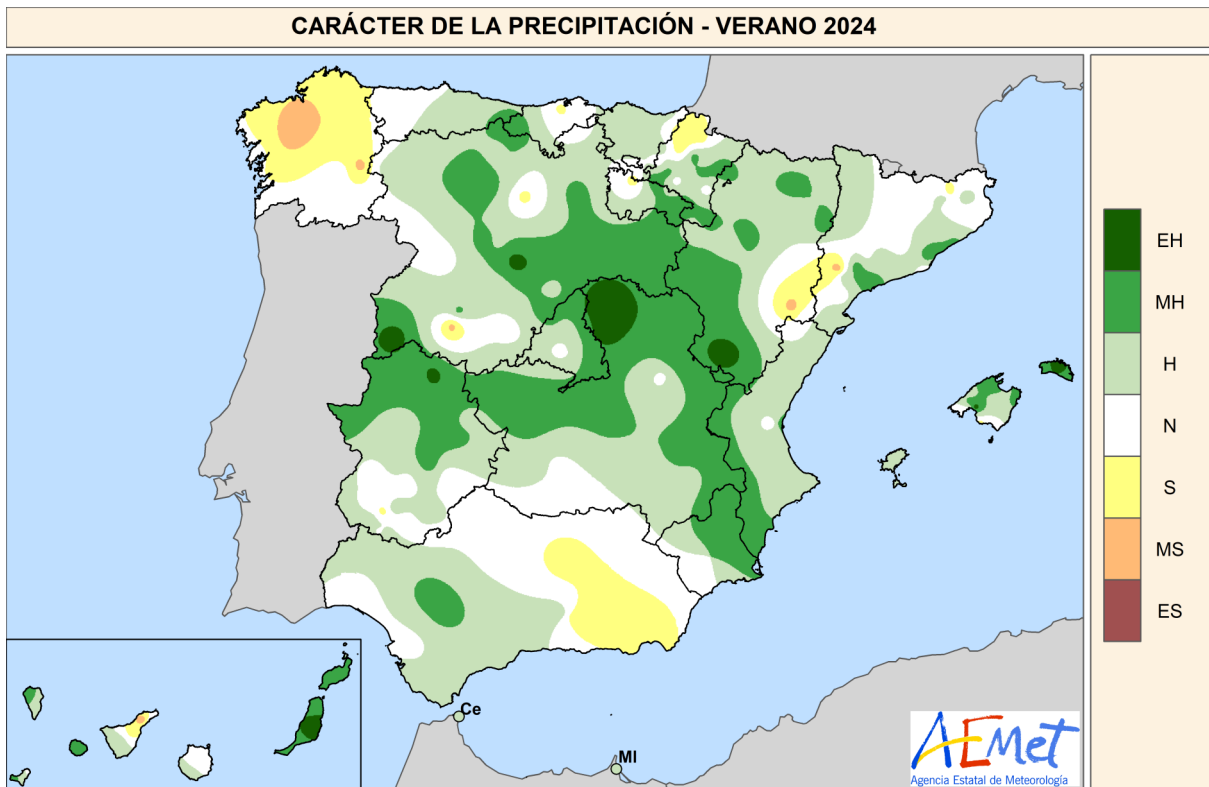 CARÁCTER DE LA PRECIPITACIÓN - VERANO 2024
EH
MH
H
N
S
MS
ES
Ce
Ml
AEMet
Agencia Estatal de Meteorología